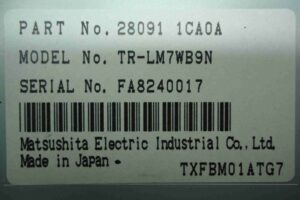 PART No. 28091 1CA0A
MODEL No. TR-LM7WB9N
SERIAL No. FA8240017
Matsushita Electric Industrial Co., Ltd.
Made in Japan
TXFBM01ATG7